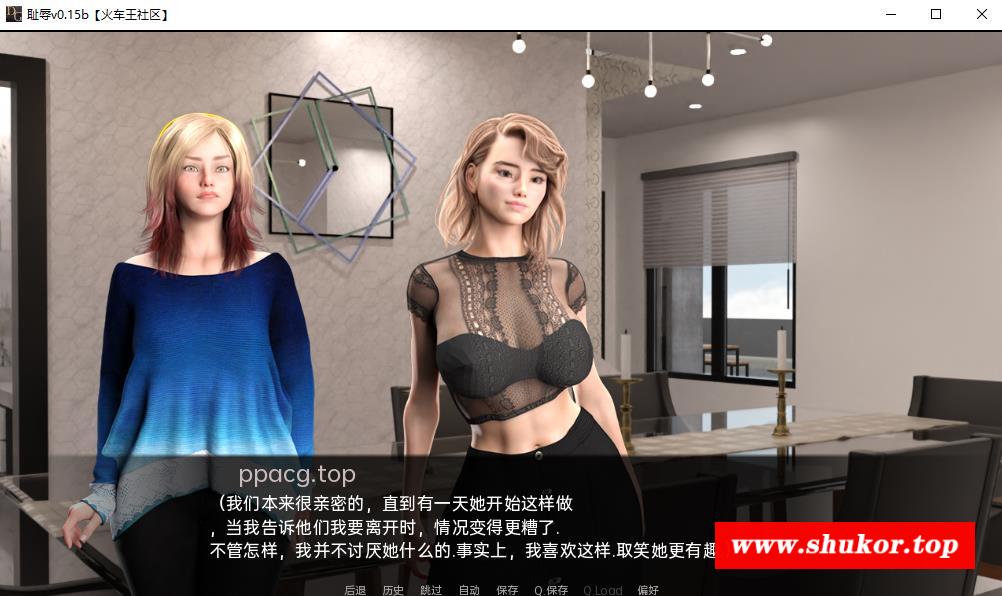 耻辱v0.15b【火车王社区】
ppacg.top
（我们本来很亲密的，直到有一天她开始这样做
，当我告诉他们我要离开时，情况变得更糟了.
不管怎样，我并不讨厌她什么的.事实上，我喜欢这样.取笑她更有趣
www.shukor.top
后退 历史 跳过 自动 保存 Q.保存 Q.Load 偏好